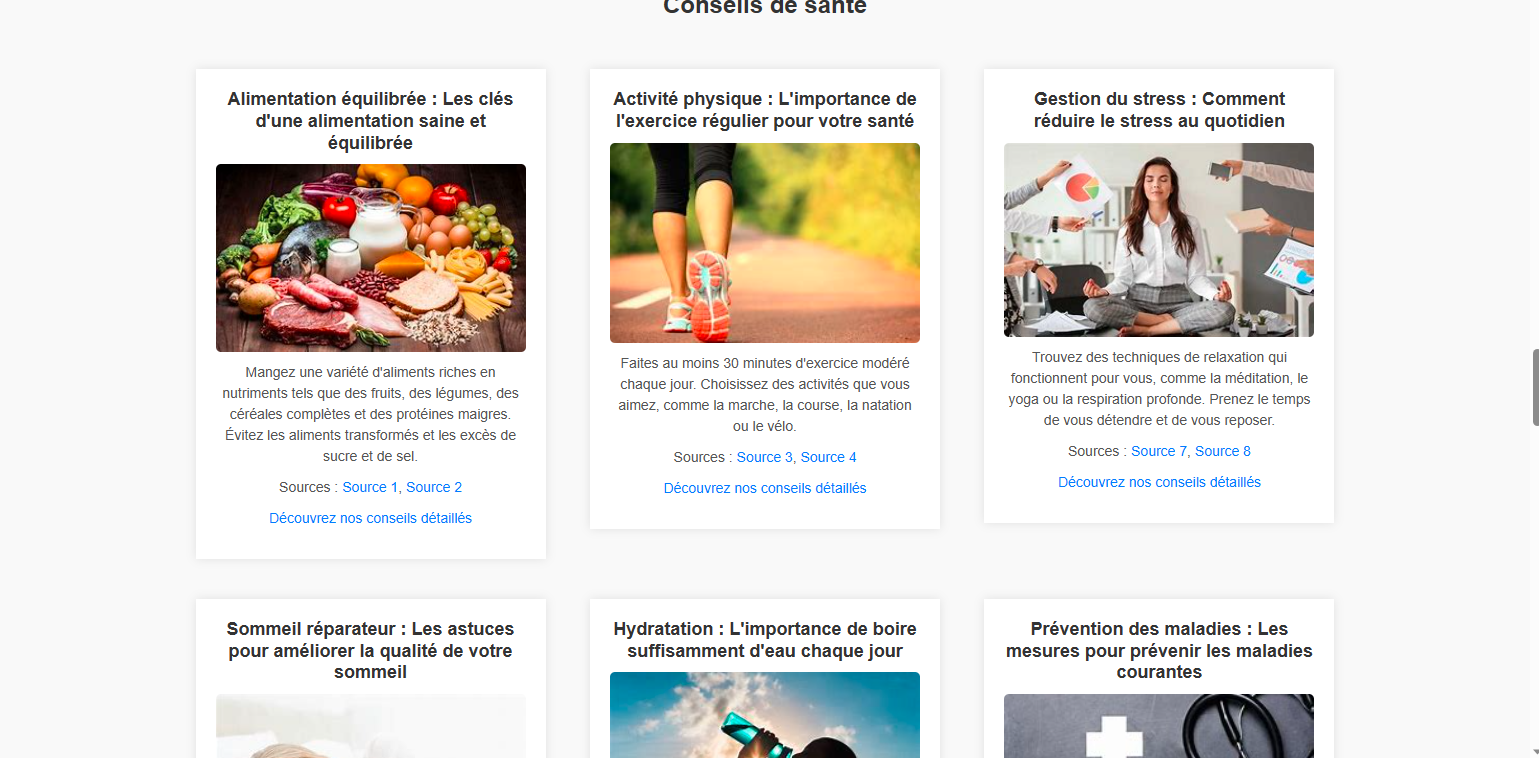 Conseils de santé
Alimentation équilibrée : Les clés
d'une alimentation saine et
équilibrée
Mangez une variété d'aliments riches en
nutriments tels que des fruits, des légumes, des
céréales complètes et des protéines maigres.
Évitez les aliments transformés et les excès de
sucre et de sel.
Sources : Source 1, Source 2
Découvrez nos conseils détaillés
Activité physique : L'importance de
l'exercice régulier pour votre santé
Faites au moins 30 minutes d'exercice modéré
chaque jour. Choisissez des activités que vous
aimez, comme la marche, la course, la natation
ou le vélo.
Sources : Source 3, Source 4
Découvrez nos conseils détaillés
Gestion du stress : Comment
réduire le stress au quotidien
Trouvez des techniques de relaxation qui
fonctionnent pour vous, comme la méditation, le
yoga ou la respiration profonde. Prenez le temps
de vous détendre et de vous reposer.
Sources : Source 7, Source 8
Découvrez nos conseils détaillés
Sommeil réparateur : Les astuces
pour améliorer la qualité de votre
sommeil
Hydratation : L'importance de boire
suffisamment d'eau chaque jour
Prévention des maladies : Les
mesures pour prévenir les maladies
courantes